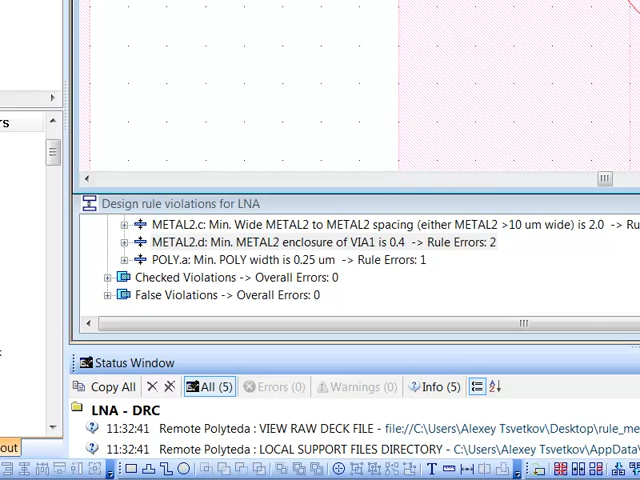 rs
Design rule violations for LNA
METAL2.c: Min. Wide METAL2 to METAL2 spacing (either METAL2 >10 um wide) is 2.0 -> Ru
METAL2.d: Min. METAL2 enclosure of VIA1 is 0.4 -> Rule Errors: 2
POLY.a: Min. POLY width is 0.25 um -> Rule Errors: 1
Checked Violations -> Overall Errors: 0
False Violations -> Overall Errors: 0
Status Window
Copy All All (5) Errors (0) Warnings (0) Info (5)
LNA - DRC
11:32:41 Remote Polyteda : VIEW RAW DECK FILE - file://C:\Users\Alexey Tsvetkov\Desktop\rule_me
out
11:32:41 Remote Polyteda : LOCAL SUPPORT FILES DIRECTORY - C:\Users\Alexey Tsvetkov\AppData\